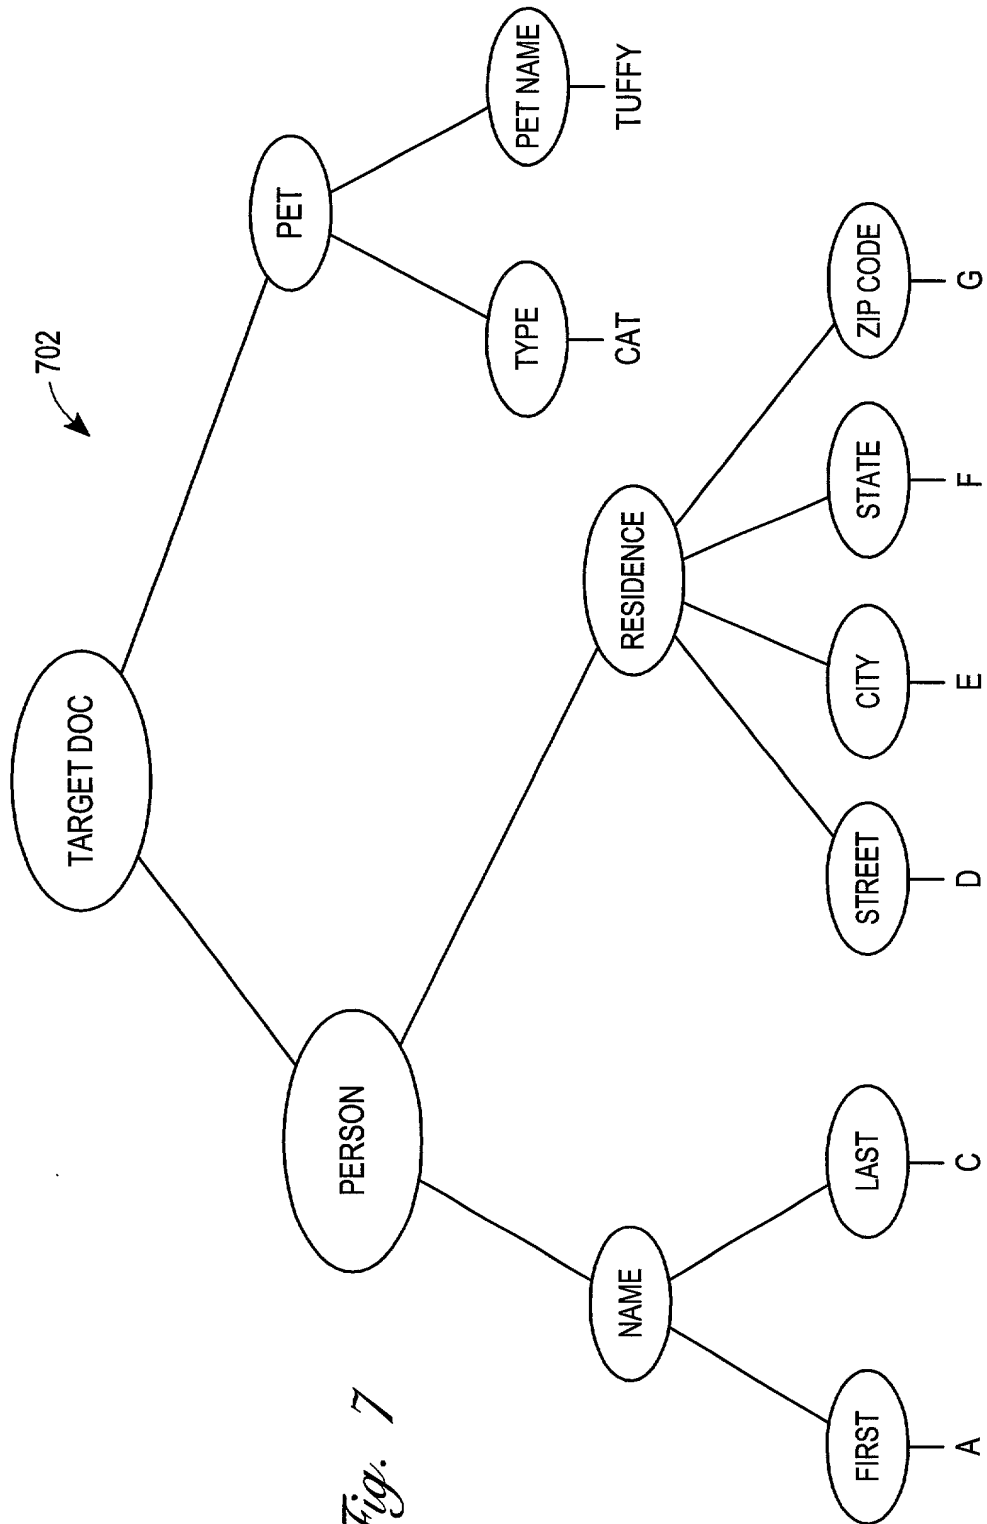 702
TARGET DOC
PERSON
PET
NAME
RESIDENCE
TYPE
PET NAME
CAT
TUFFY
FIRST
LAST
STREET
CITY
STATE
ZIP CODE
A
C
D
E
F
G
Fig. 7